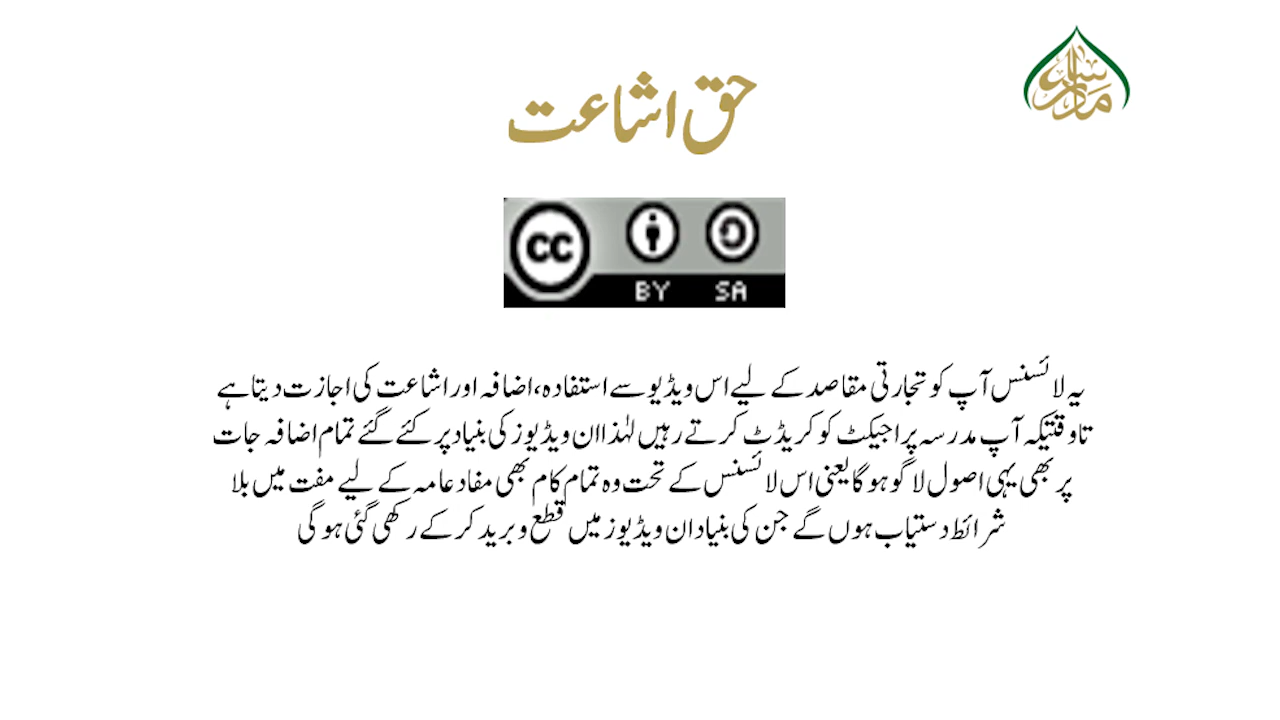 مدرسہ
حق اشاعت
cc
BY SA
یہ لائسنس آپ کو تجارتی مقاصد کے لیے اس ویڈیو سے استفادہ، اضافہ اور اشاعت کی اجازت دیتا ہے
تاوقتیکہ آپ مدرسہ پراجیکٹ کو کریڈٹ کرتے رہیں لہٰذا ان ویڈیوز کی بنیاد پر کئے گئے تمام اضافہ جات
پر بھی یہی اصول لاگو ہوگا یعنی اس لائسنس کے تحت وہ تمام کام بھی مفاد عامہ کے لیے مفت میں بلا
شرائط دستیاب ہوں گے جن کی بنیاد ان ویڈیوز میں قطع و برید کر کے رکھی گئی ہوگی